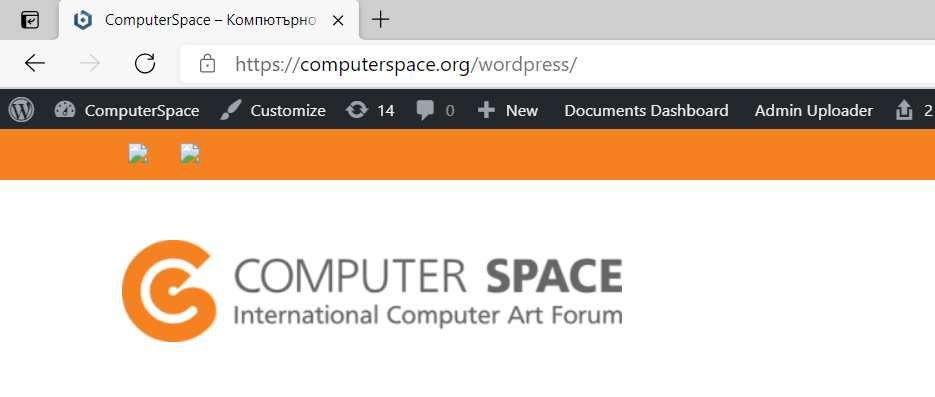 ComputerSpace – Компютърно
https://computerspace.org/wordpress/
ComputerSpace Customize 14 0 New Documents Dashboard Admin Uploader 2
COMPUTER SPACE
International Computer Art Forum